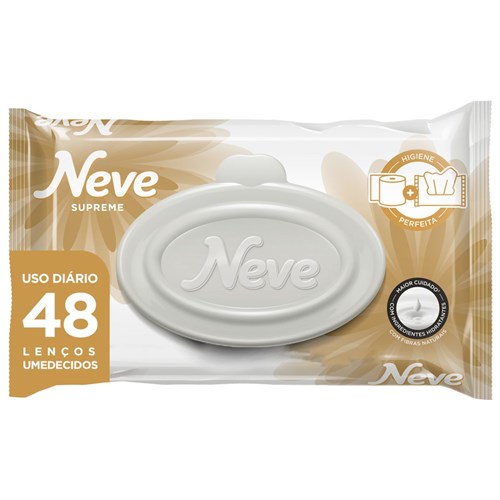 Neve
Neve
SUPREME
HIGIENE
PERFEITA
Neve
USO DIÁRIO
48
LENÇOS
UMEDECIDOS
MAIOR CUIDADO*
COM INGREDIENTES HIDRATANTES
COM FIBRAS NATURAIS
Neve